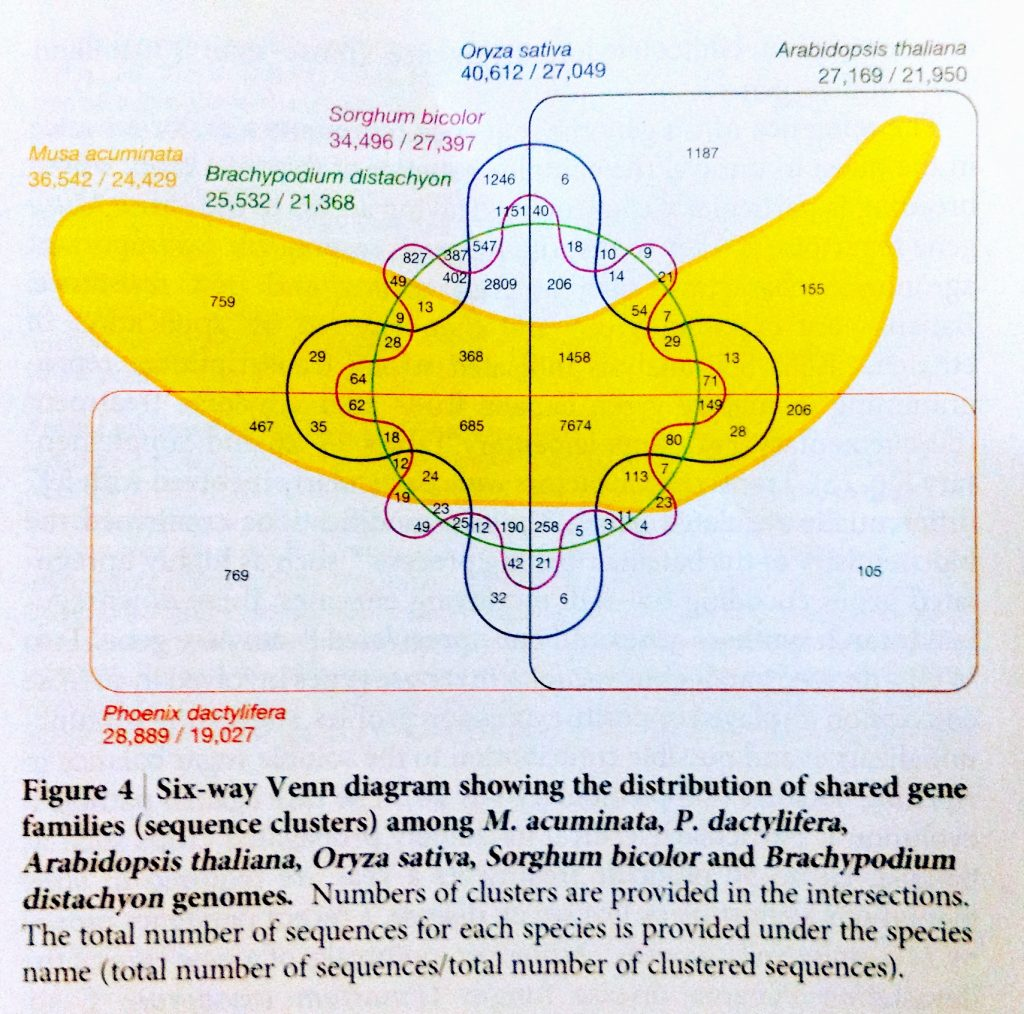 Oryza sativa
40,612 / 27,049
Arabidopsis thaliana
27,169 / 21,950
Sorghum bicolor
34,496 / 27,397
Musa acuminata
36,542 / 24,429
Brachypodium distachyon
25,532 / 21,368
1187
1246 6
1151 40
547 18
827 387 10 9
49 402 2809 206 14 21
759 13 54 155
9 7
28 29
29 368 1458 13
64 71
62 149 206
467 35 685 7674 28
18 80
12 24 113 7
19 23 23
49 25 12 190 258 5 3 11 4
42 21
769 105
32 6
Phoenix dactylifera
28,889 / 19,027
Figure 4 | Six-way Venn diagram showing the distribution of shared gene
families (sequence clusters) among M. acuminata, P. dactylifera,
Arabidopsis thaliana, Oryza sativa, Sorghum bicolor and Brachypodium
distachyon genomes. Numbers of clusters are provided in the intersections.
The total number of sequences for each species is provided under the species
name (total number of sequences/total number of clustered sequences).